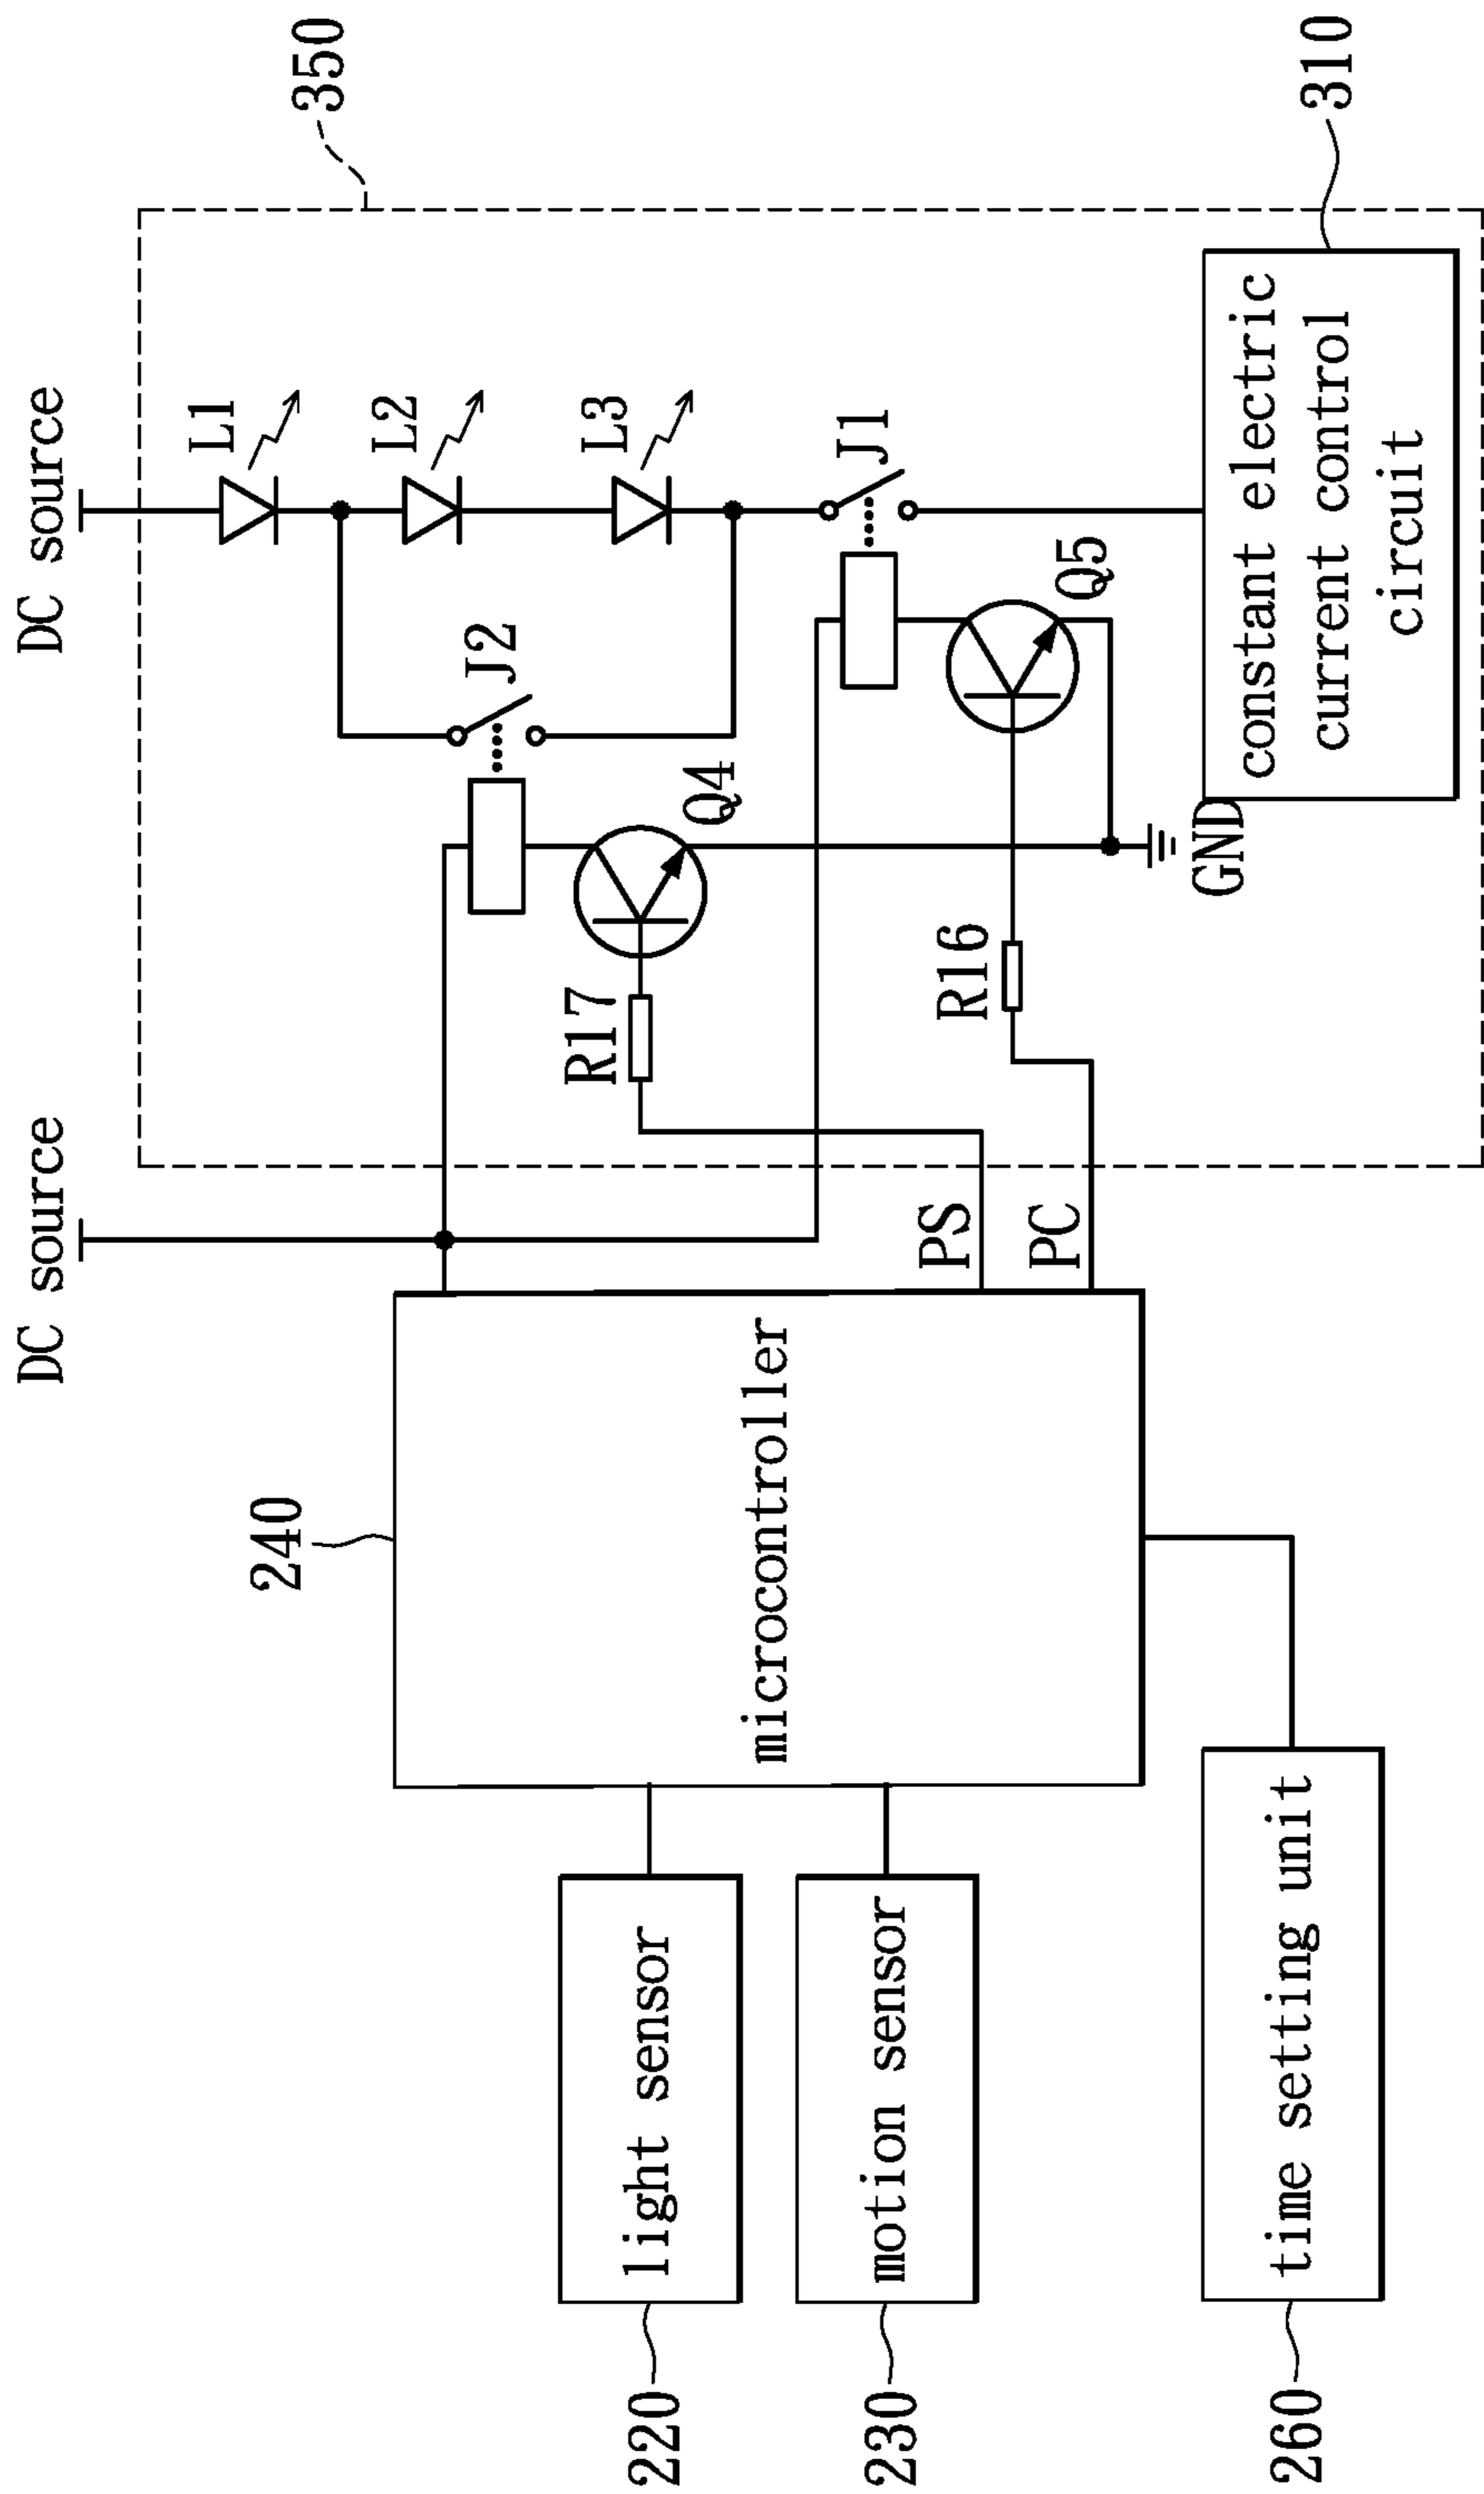 DC source
DC source
350
310
240
L1
L2
L3
J1
J2
Q4
Q5
R17
R16
GND
PS
PC
constant electric
current control
circuit
microcontroller
light sensor
motion sensor
time setting unit
220
230
260